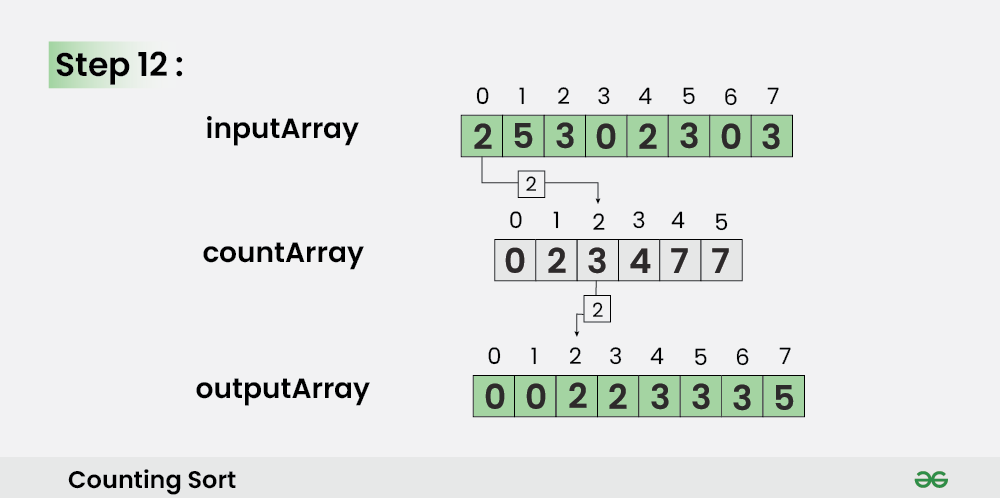 Step 12 :
0 1 2 3 4 5 6 7
inputArray 2 5 3 0 2 3 0 3
2
0 1 2 3 4 5
countArray 0 2 3 4 7 7
2
0 1 2 3 4 5 6 7
outputArray 0 0 2 2 3 3 3 5
Counting Sort